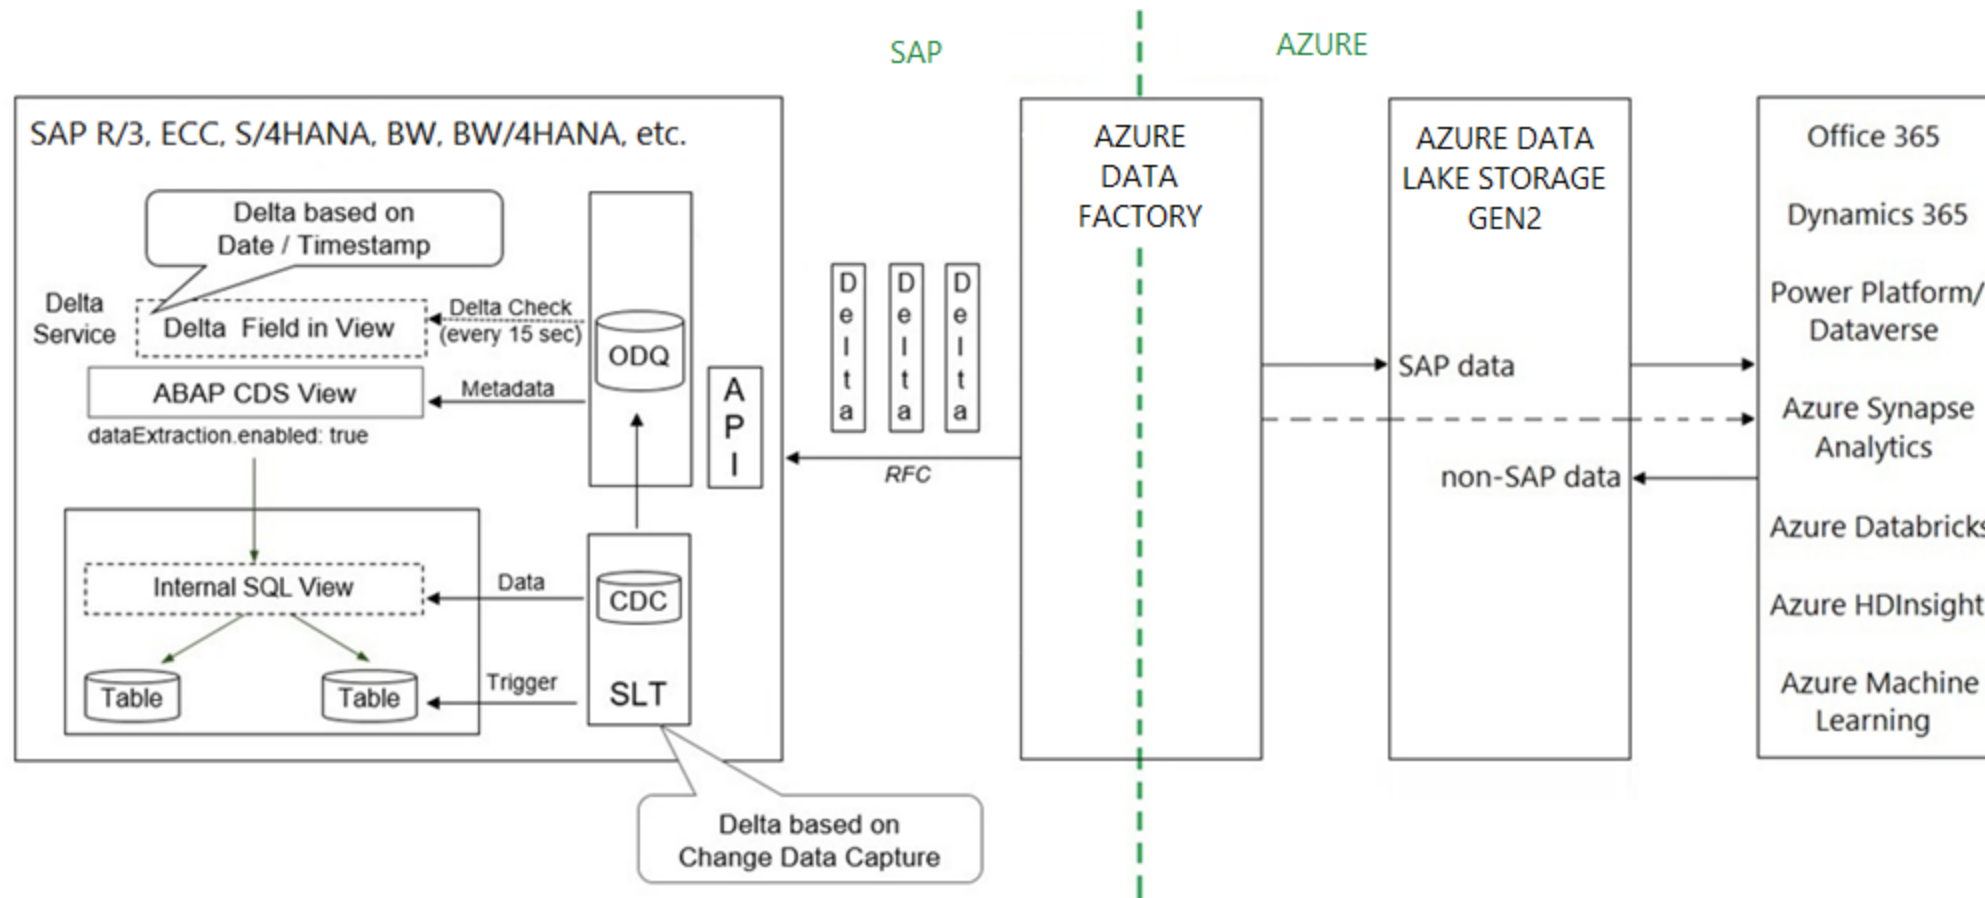 SAP
AZURE
SAP R/3, ECC, S/4HANA, BW, BW/4HANA, etc.
Delta based on
Date / Timestamp
Delta
Service
Delta Field in View
Delta Check
(every 15 sec)
ODQ
ABAP CDS View
Metadata
dataExtraction.enabled: true
API
Internal SQL View
Data
CDC
Table
Table
Trigger
SLT
Delta based on
Change Data Capture
Delta
Delta
Delta
RFC
AZURE
DATA
FACTORY
AZURE DATA
LAKE STORAGE
GEN2
SAP data
non-SAP data
Office 365
Dynamics 365
Power Platform/
Dataverse
Azure Synapse
Analytics
Azure Databricks
Azure HDInsight
Azure Machine
Learning